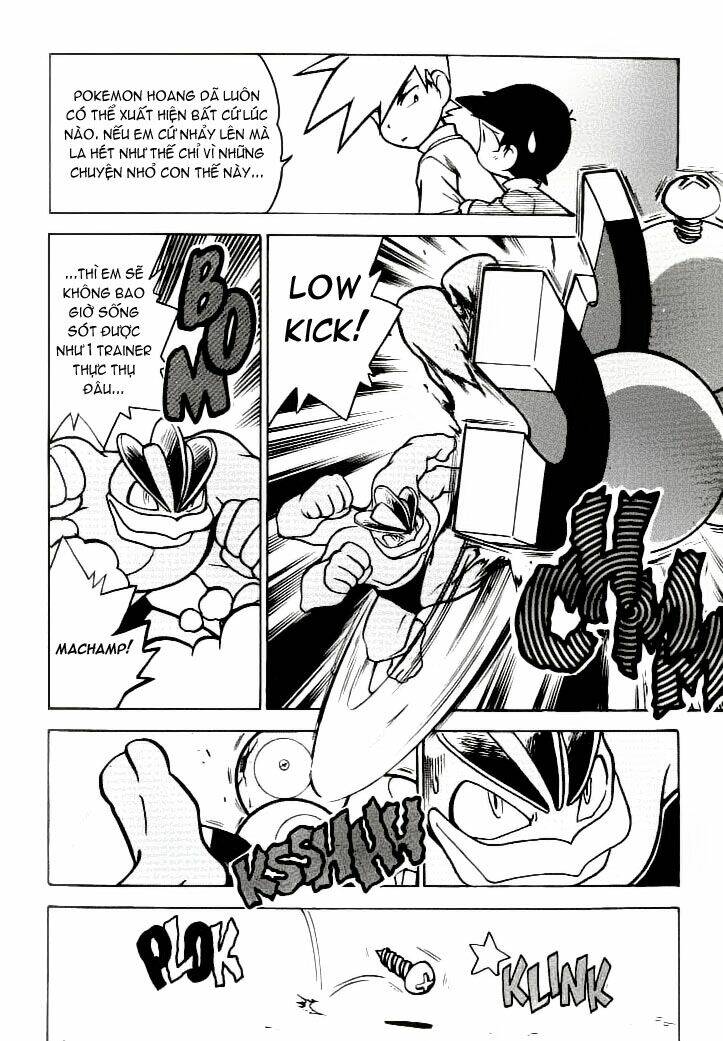 POKEMON HOANG DÃ LUÔN
CÓ THỂ XUẤT HIỆN BẤT CỨ LÚC
NÀO. NẾU EM CỨ NHẢY LÊN MÀ
LA HÉT NHƯ THẾ CHỈ VÌ NHỮNG
CHUYỆN NHỎ CON THẾ NÀY...
...THÌ EM SẼ
KHÔNG BAO
GIỜ SỐNG
SÓT ĐƯỢC
NHƯ 1 TRAINER
THỰC THỤ
ĐÂU...
BOM
LOW
KICK!
MACHAMP!
KSSHHH
PLOK
KLINK